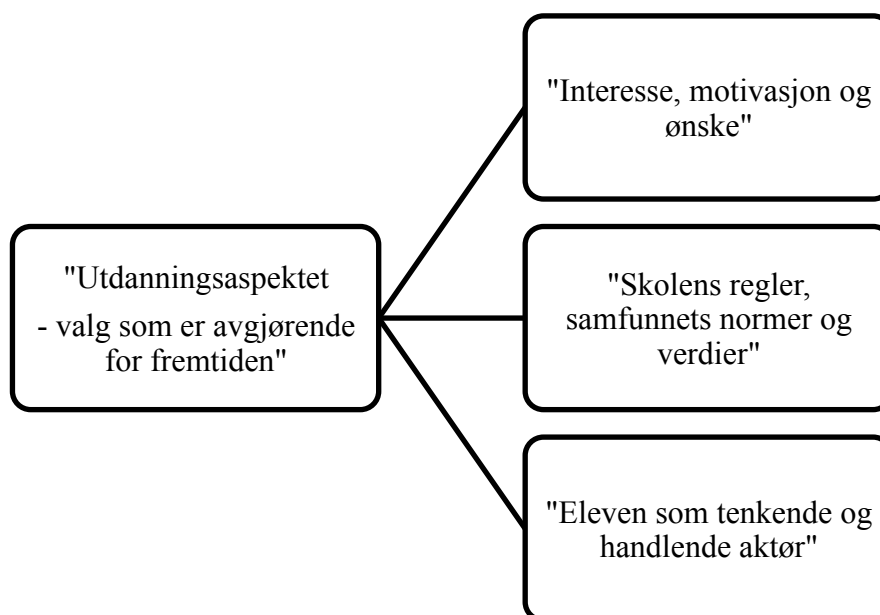 "Interesse, motivasjon og
ønske"
"Utdanningsaspektet
- valg som er avgjørende
for fremtiden"
"Skolens regler,
samfunnets normer og
verdier"
"Eleven som tenkende og
handlende aktør"